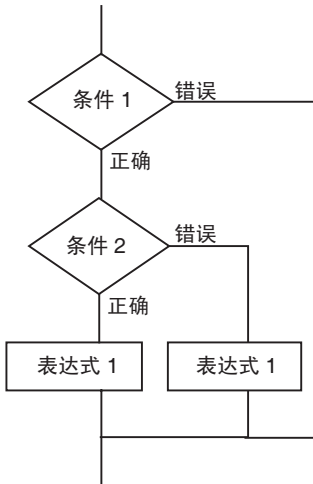 条件 1
错误
正确
条件 2
错误
正确
表达式 1
表达式 1